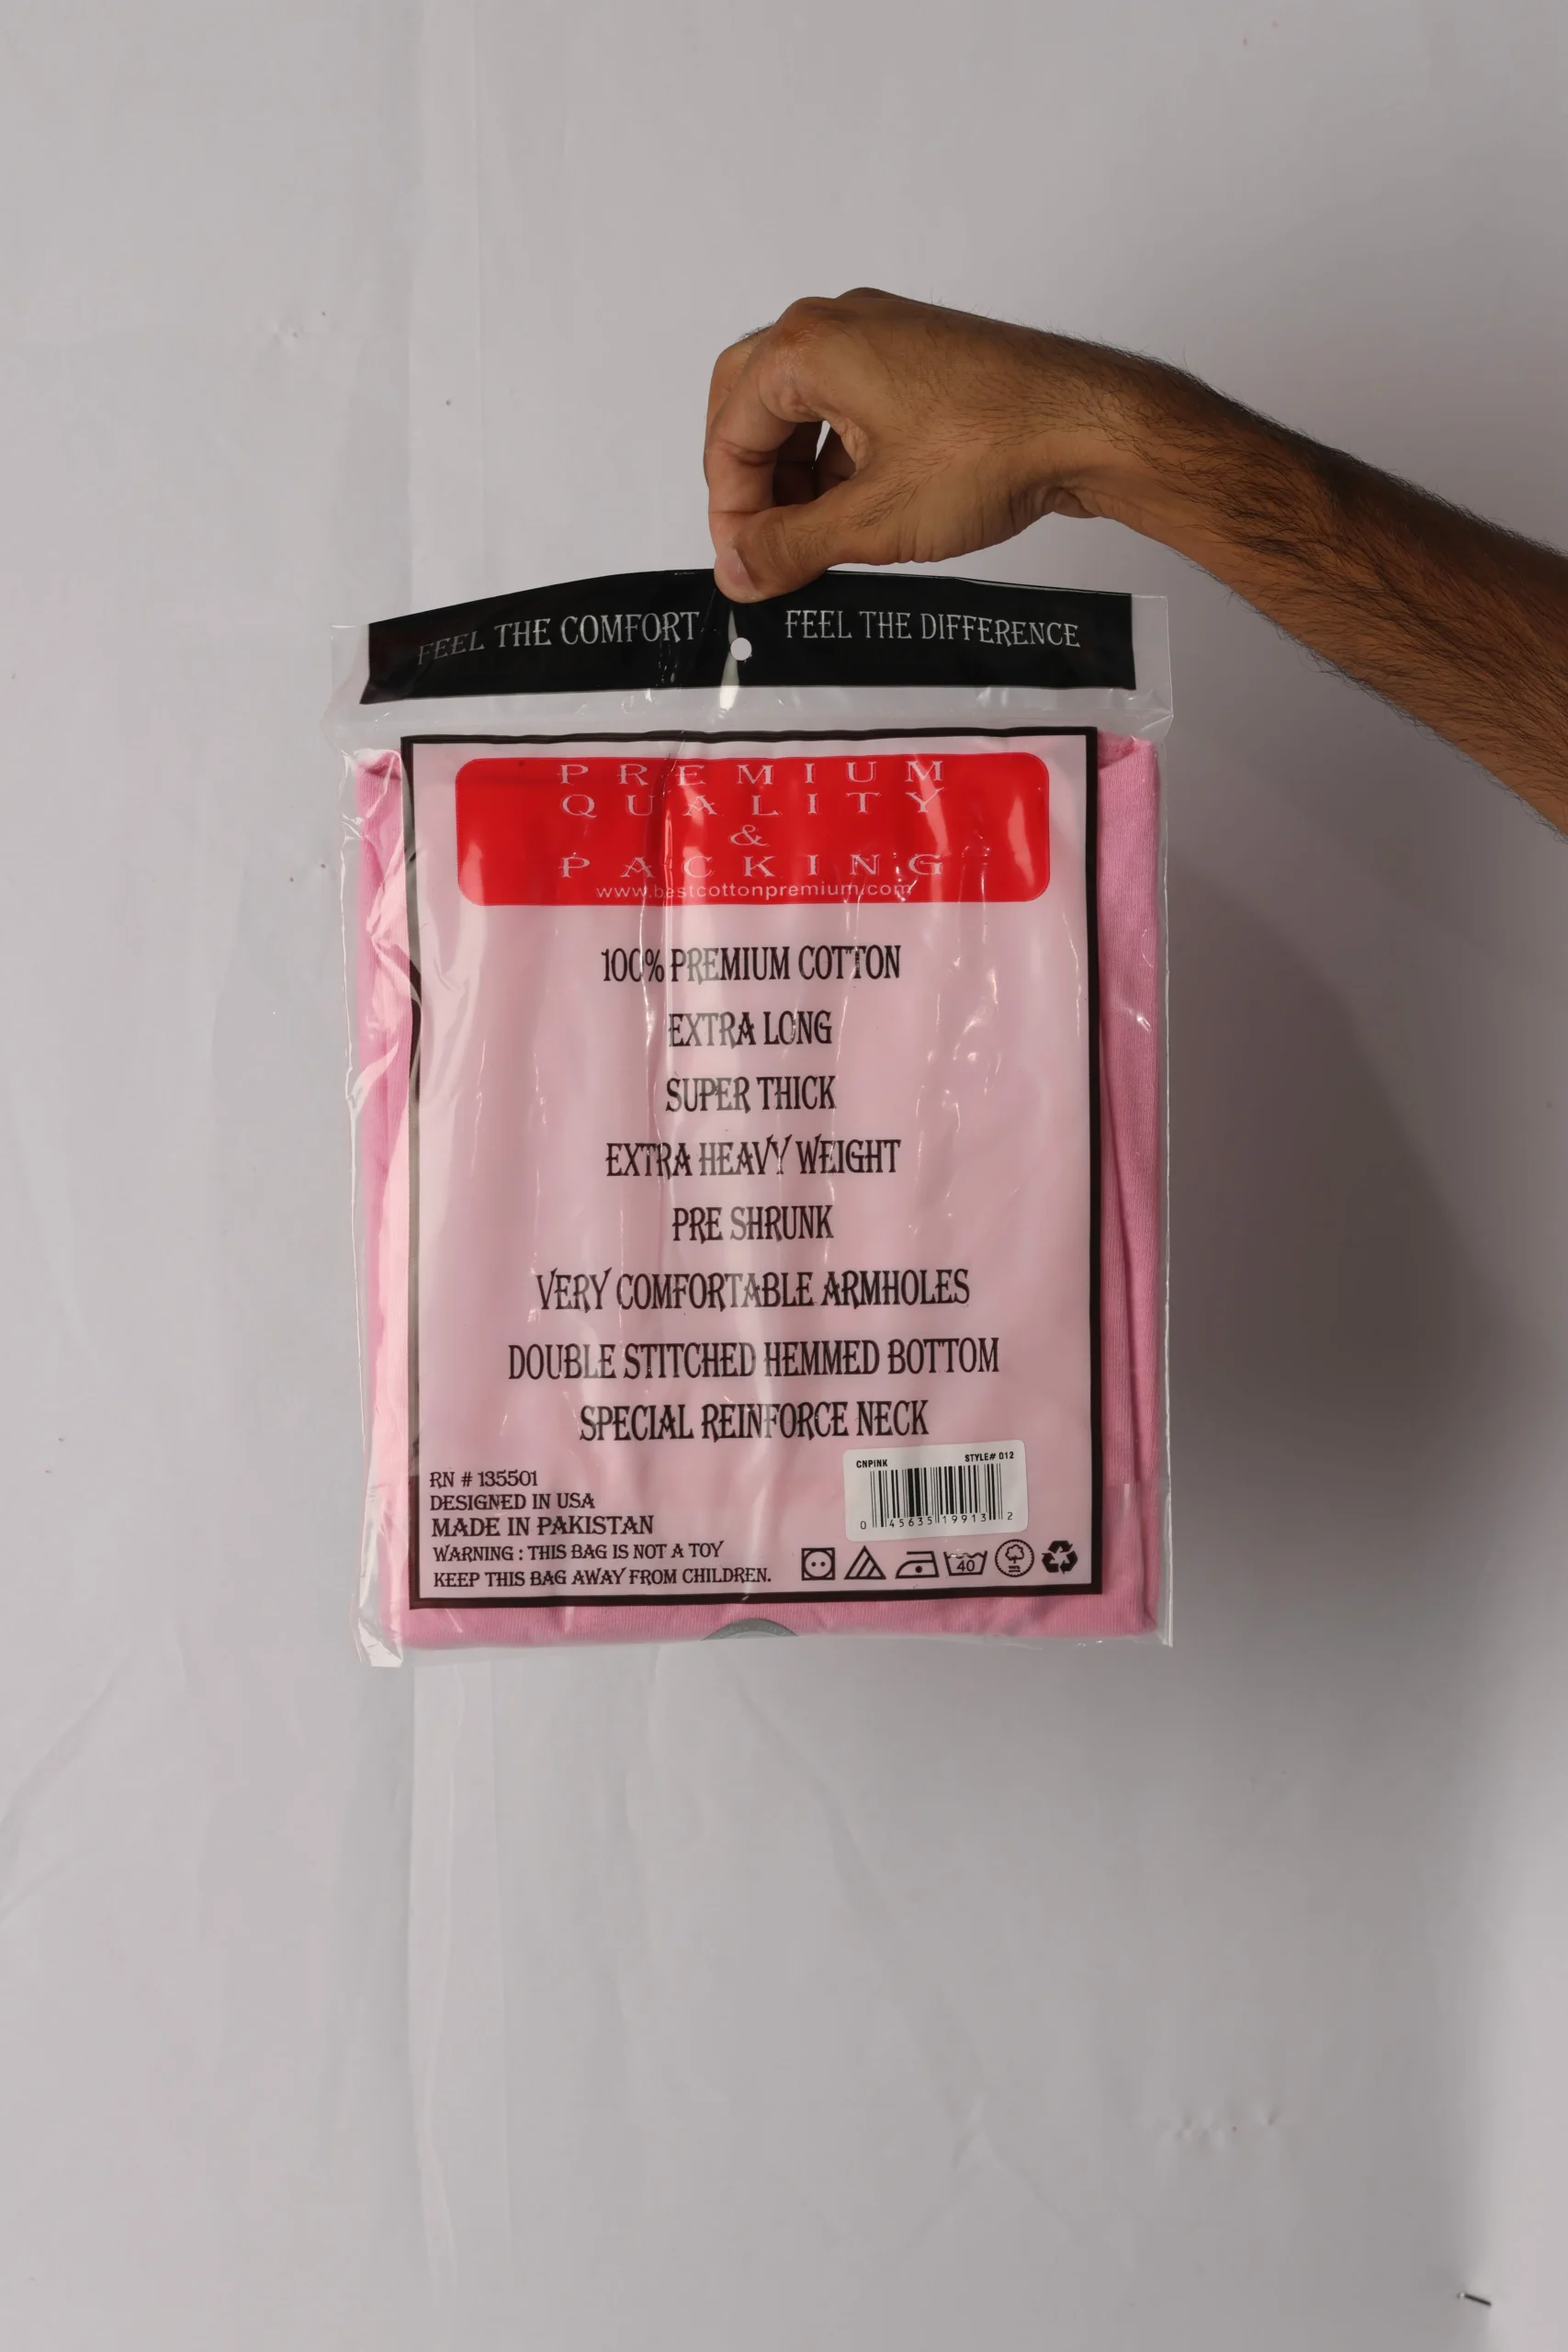 FEEL THE COMFORT FEEL THE DIFFERENCE
PREMIUM
QUALITY
&
PACKING
www.bestcottonpremium.com
100% PREMIUM COTTON
EXTRA LONG
SUPER THICK
EXTRA HEAVY WEIGHT
PRE SHRUNK
VERY COMFORTABLE ARMHOLES
DOUBLE STITCHED HEMMED BOTTOM
SPECIAL REINFORCE NECK
CNPINK STYLE# 012
0 45635 19913 2
RN # 135501
DESIGNED IN USA
MADE IN PAKISTAN
WARNING : THIS BAG IS NOT A TOY
KEEP THIS BAG AWAY FROM CHILDREN.
40